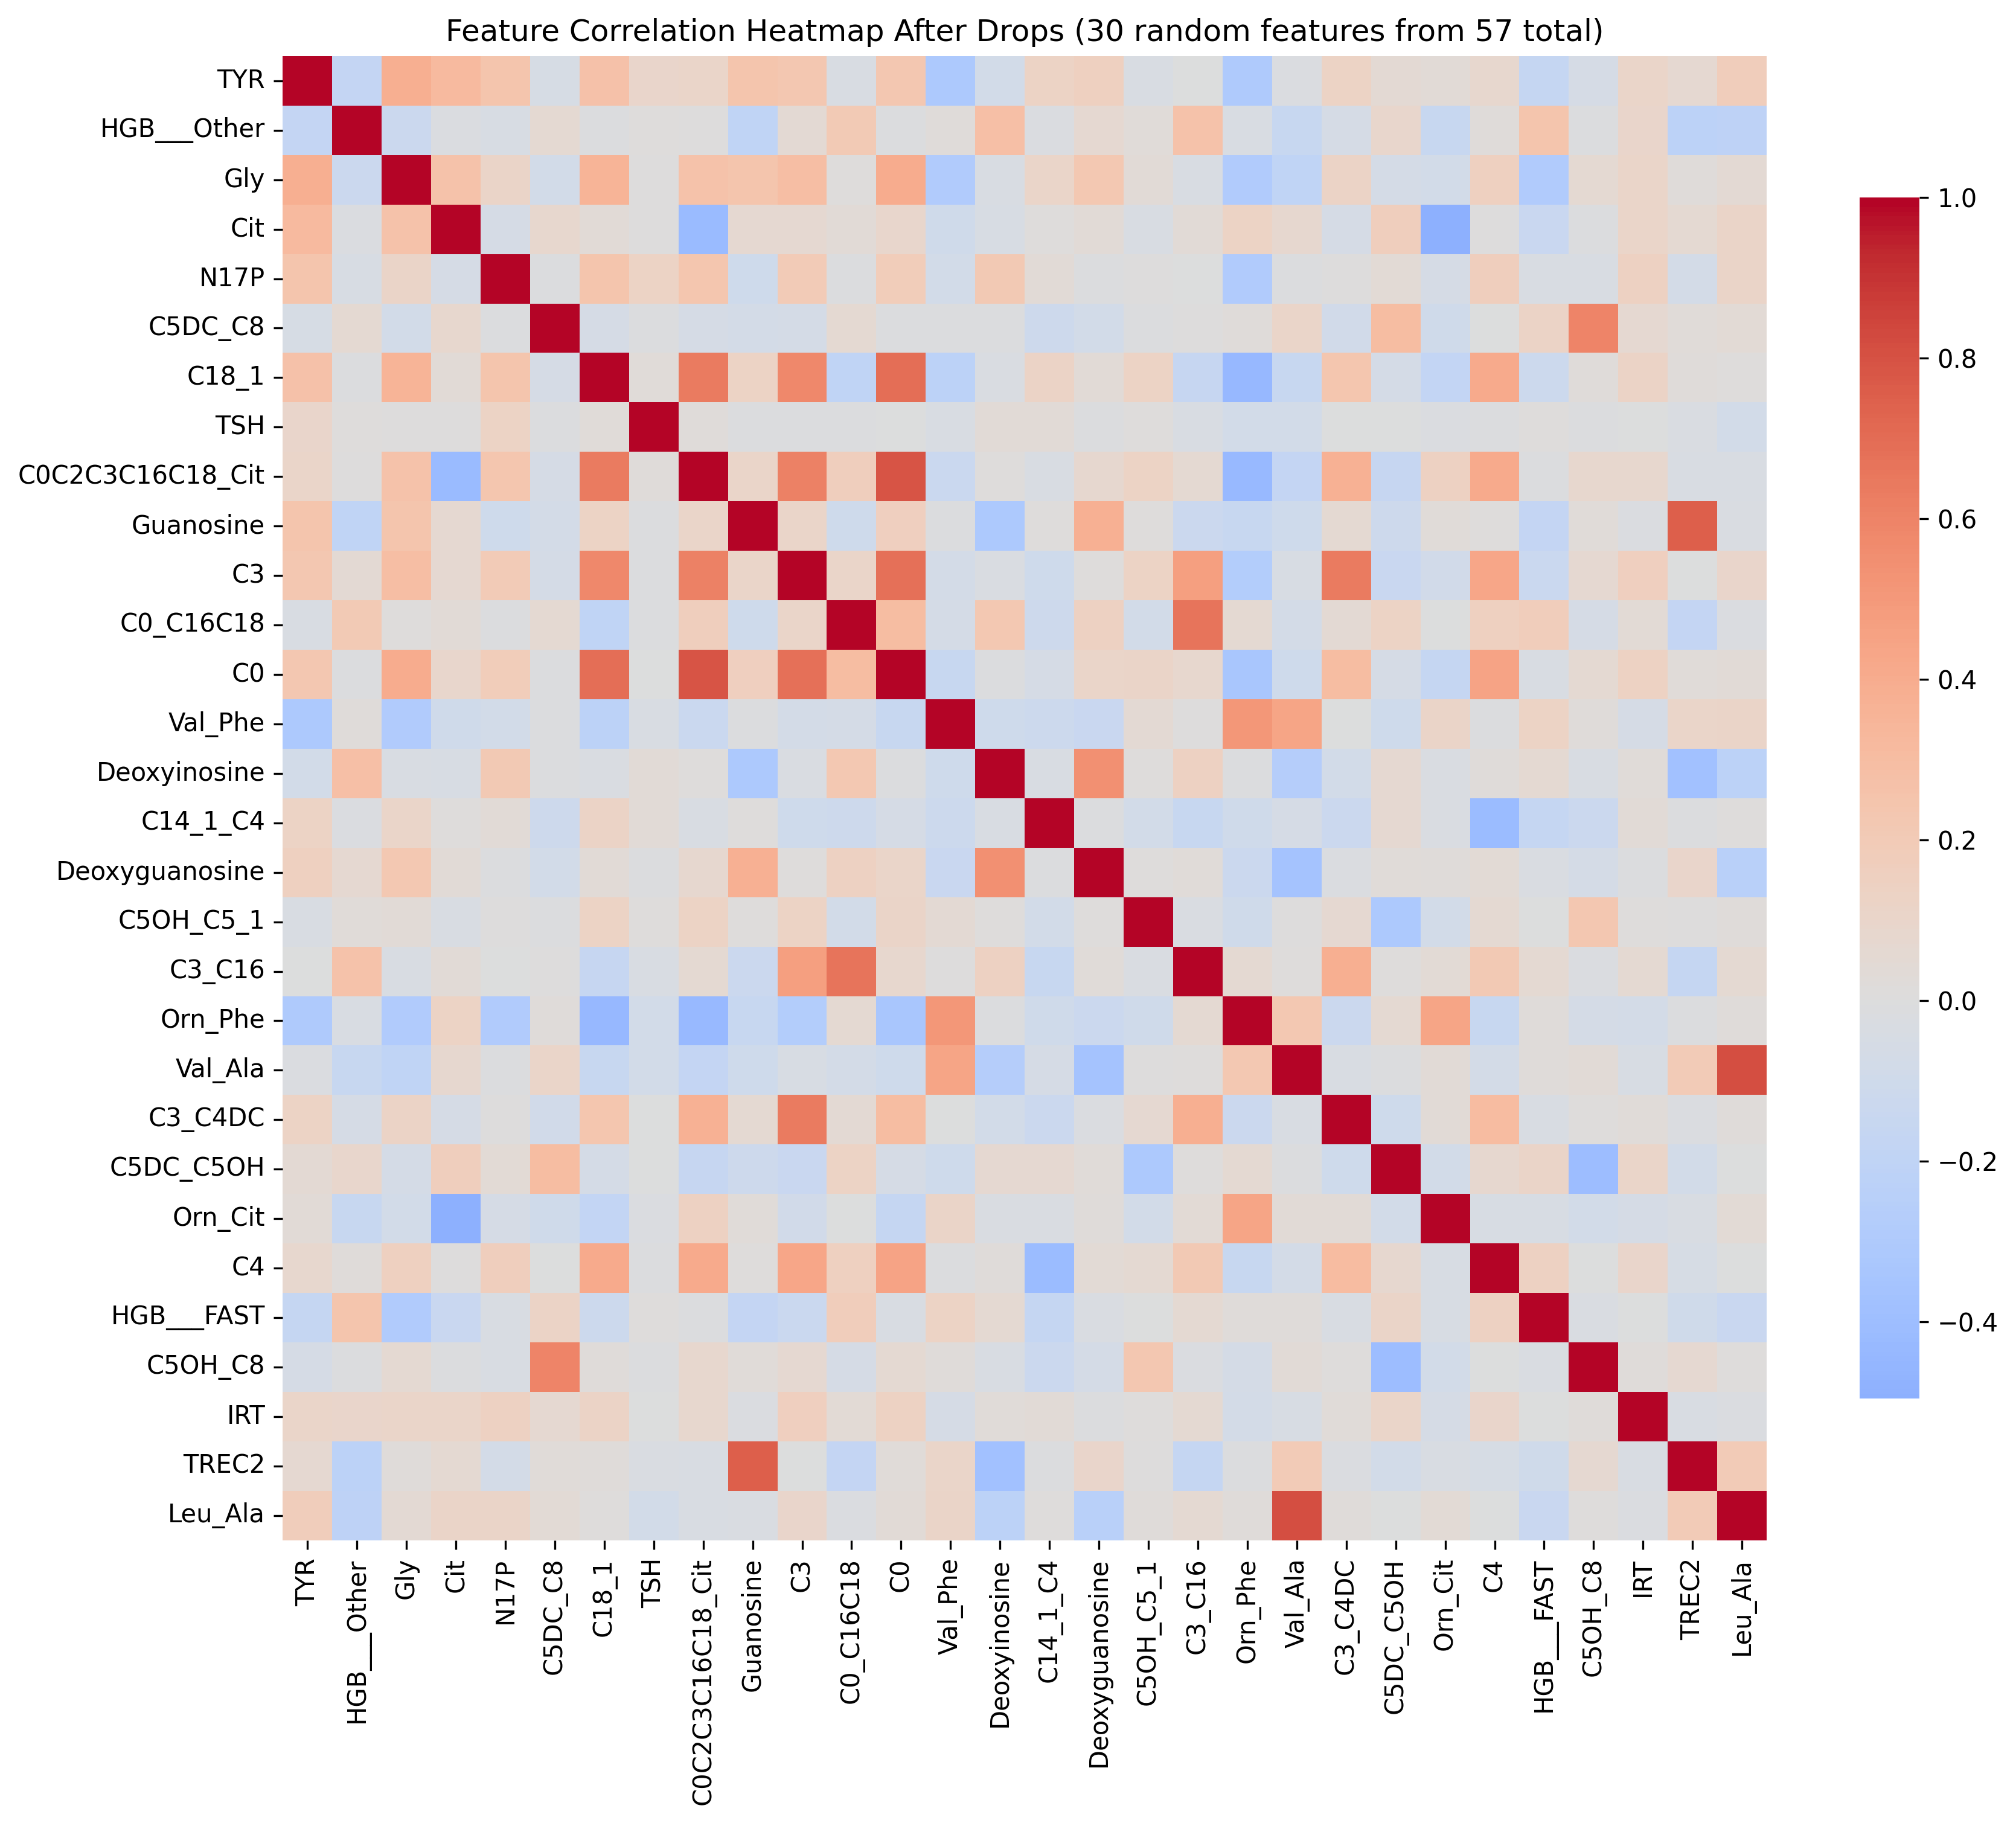 Feature Correlation Heatmap After Drops (30 random features from 57 total)
TYR
HGB___Other
Gly
Cit
N17P
C5DC_C8
C18_1
TSH
C0C2C3C16C18_Cit
Guanosine
C3
C0_C16C18
C0
Val_Phe
Deoxyinosine
C14_1_C4
Deoxyguanosine
C5OH_C5_1
C3_C16
Orn_Phe
Val_Ala
C3_C4DC
C5DC_C5OH
Orn_Cit
C4
HGB___FAST
C5OH_C8
IRT
TREC2
Leu_Ala
TYR
HGB___Other
Gly
Cit
N17P
C5DC_C8
C18_1
TSH
C0C2C3C16C18_Cit
Guanosine
C3
C0_C16C18
C0
Val_Phe
Deoxyinosine
C14_1_C4
Deoxyguanosine
C5OH_C5_1
C3_C16
Orn_Phe
Val_Ala
C3_C4DC
C5DC_C5OH
Orn_Cit
C4
HGB___FAST
C5OH_C8
IRT
TREC2
Leu_Ala
1.0
0.8
0.6
0.4
0.2
0.0
−0.2
−0.4